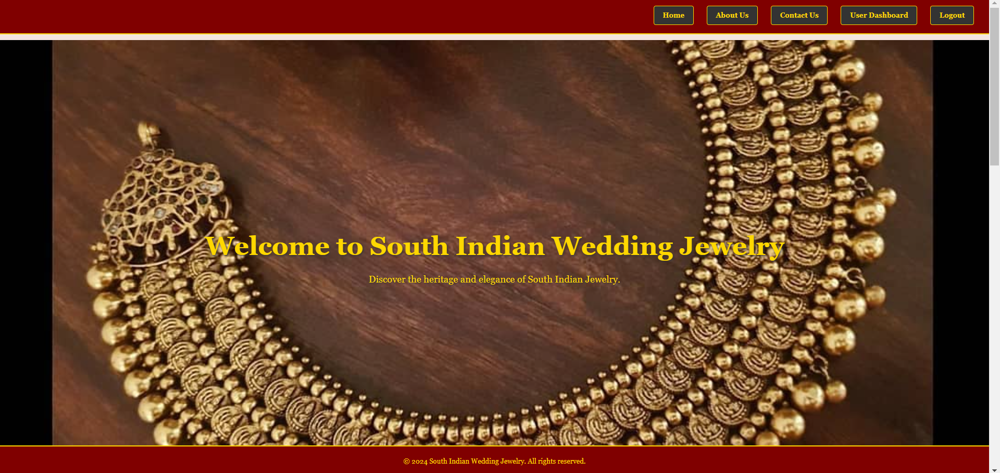 Home About Us Contact Us User Dashboard Logout
Welcome to South Indian Wedding Jewelry
Discover the heritage and elegance of South Indian Jewelry.
© 2024 South Indian Wedding Jewelry. All rights reserved.